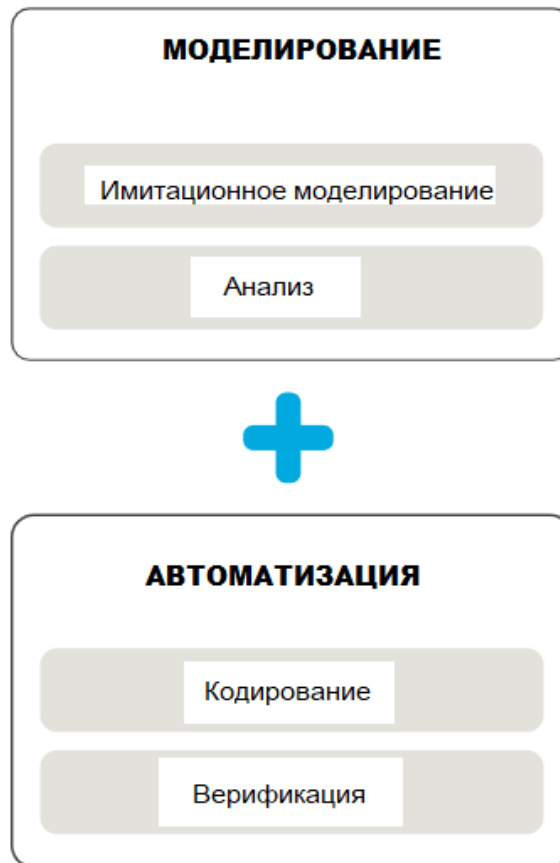 МОДЕЛИРОВАНИЕ
Имитационное моделирование
Анализ
АВТОМАТИЗАЦИЯ
Кодирование
Верификация